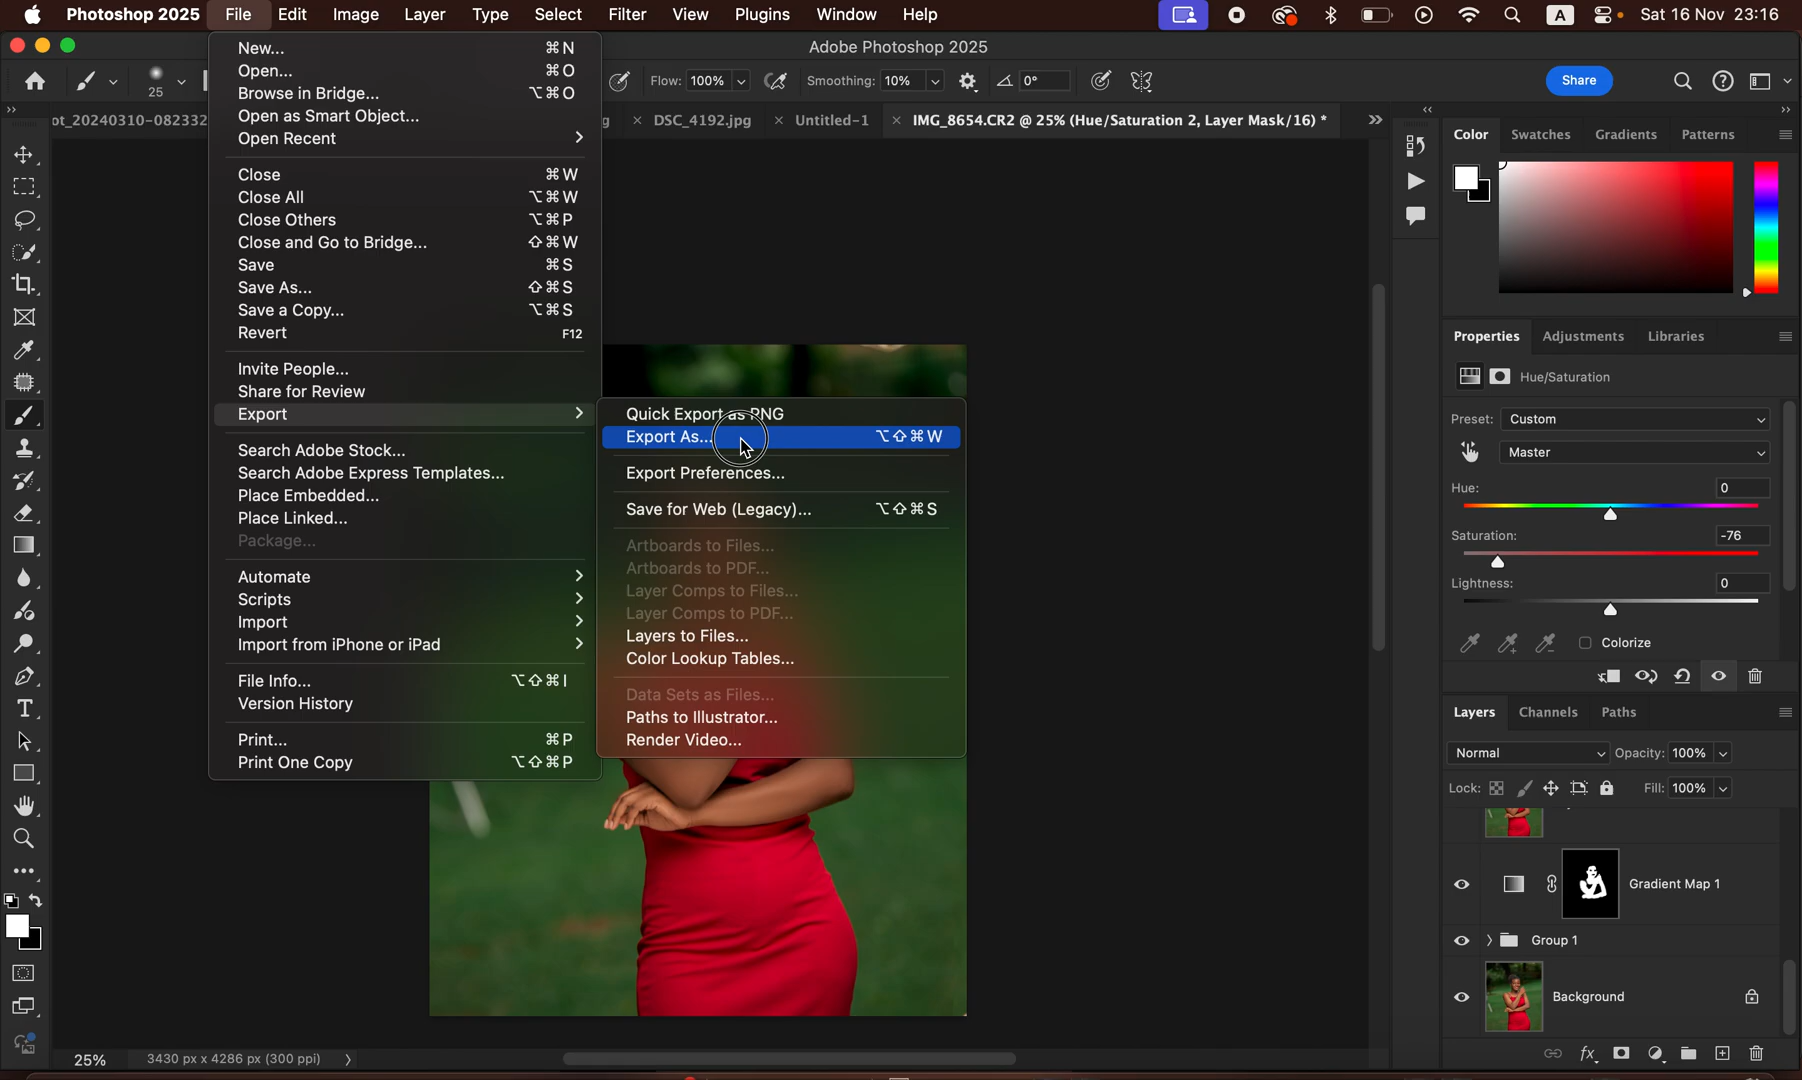 Photoshop 2025 File Edit Image Layer Type Select Filter View Plugins Window Help A Sat 16 Nov 23:16
Adobe Photoshop 2025
25 Flow: 100% Smoothing: 10% 0° Share
ot_20240310-082332 g × DSC_4192.jpg × Untitled-1 × IMG_8654.CR2 @ 25% (Hue/Saturation 2, Layer Mask/16) *
New... ⌘N
Open... ⌘O
Browse in Bridge... ⌥⌘O
Open as Smart Object...
Open Recent
Close ⌘W
Close All ⌥⌘W
Close Others ⌥⌘P
Close and Go to Bridge... ⇧⌘W
Save ⌘S
Save As... ⇧⌘S
Save a Copy... ⌥⌘S
Revert F12
Invite People...
Share for Review
Export
Search Adobe Stock...
Search Adobe Express Templates...
Place Embedded...
Place Linked...
Package...
Automate
Scripts
Import
Import from iPhone or iPad
File Info... ⌥⇧⌘I
Version History
Print... ⌘P
Print One Copy ⌥⇧⌘P
Quick Export as PNG
Export As... ⌥⇧⌘W
Export Preferences...
Save for Web (Legacy)... ⌥⇧⌘S
Artboards to Files...
Artboards to PDF...
Layer Comps to Files...
Layer Comps to PDF...
Layers to Files...
Color Lookup Tables...
Data Sets as Files...
Paths to Illustrator...
Render Video...
Color Swatches Gradients Patterns
Properties Adjustments Libraries
Hue/Saturation
Preset: Custom
Master
Hue: 0
Saturation: -76
Lightness: 0
Colorize
Layers Channels Paths
Normal Opacity: 100%
Lock: Fill: 100%
Gradient Map 1
Group 1
Background
fx
25% 3430 px x 4286 px (300 ppi)